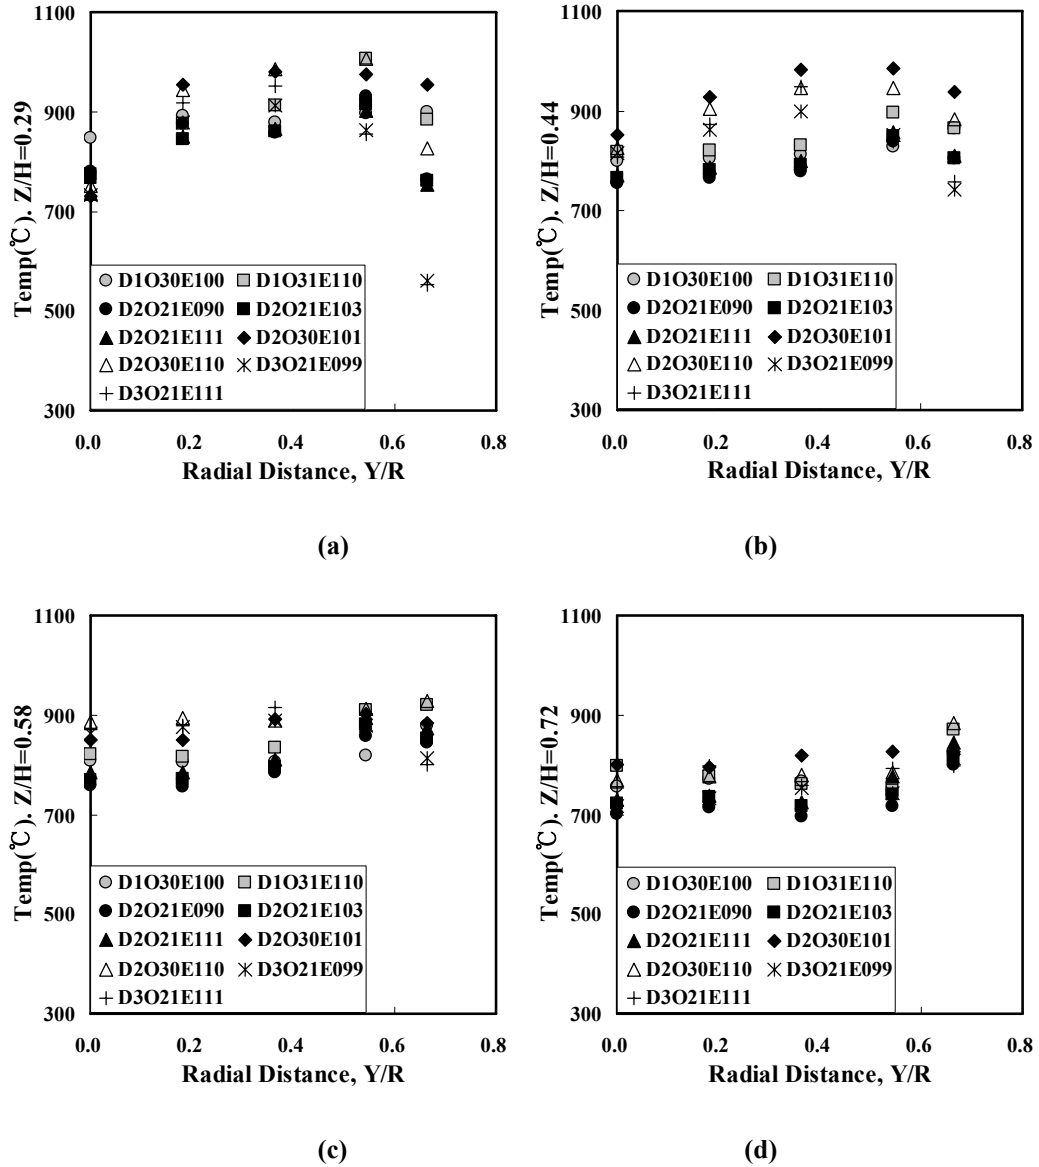 1100
900
700
500
300
Temp(℃). Z/H=0.29
D1O30E100 D1O31E110
D2O21E090 D2O21E103
D2O21E111 D2O30E101
D2O30E110 D3O21E099
D3O21E111
0.0 0.2 0.4 0.6 0.8
Radial Distance, Y/R
(a)
1100
900
700
500
300
Temp(℃). Z/H=0.44
D1O30E100 D1O31E110
D2O21E090 D2O21E103
D2O21E111 D2O30E101
D2O30E110 D3O21E099
D3O21E111
0.0 0.2 0.4 0.6 0.8
Radial Distance, Y/R
(b)
1100
900
700
500
300
Temp(℃). Z/H=0.58
D1O30E100 D1O31E110
D2O21E090 D2O21E103
D2O21E111 D2O30E101
D2O30E110 D3O21E099
D3O21E111
0.0 0.2 0.4 0.6 0.8
Radial Distance, Y/R
(c)
1100
900
700
500
300
Temp(℃). Z/H=0.72
D1O30E100 D1O31E110
D2O21E090 D2O21E103
D2O21E111 D2O30E101
D2O30E110 D3O21E099
D3O21E111
0.0 0.2 0.4 0.6 0.8
Radial Distance, Y/R
(d)